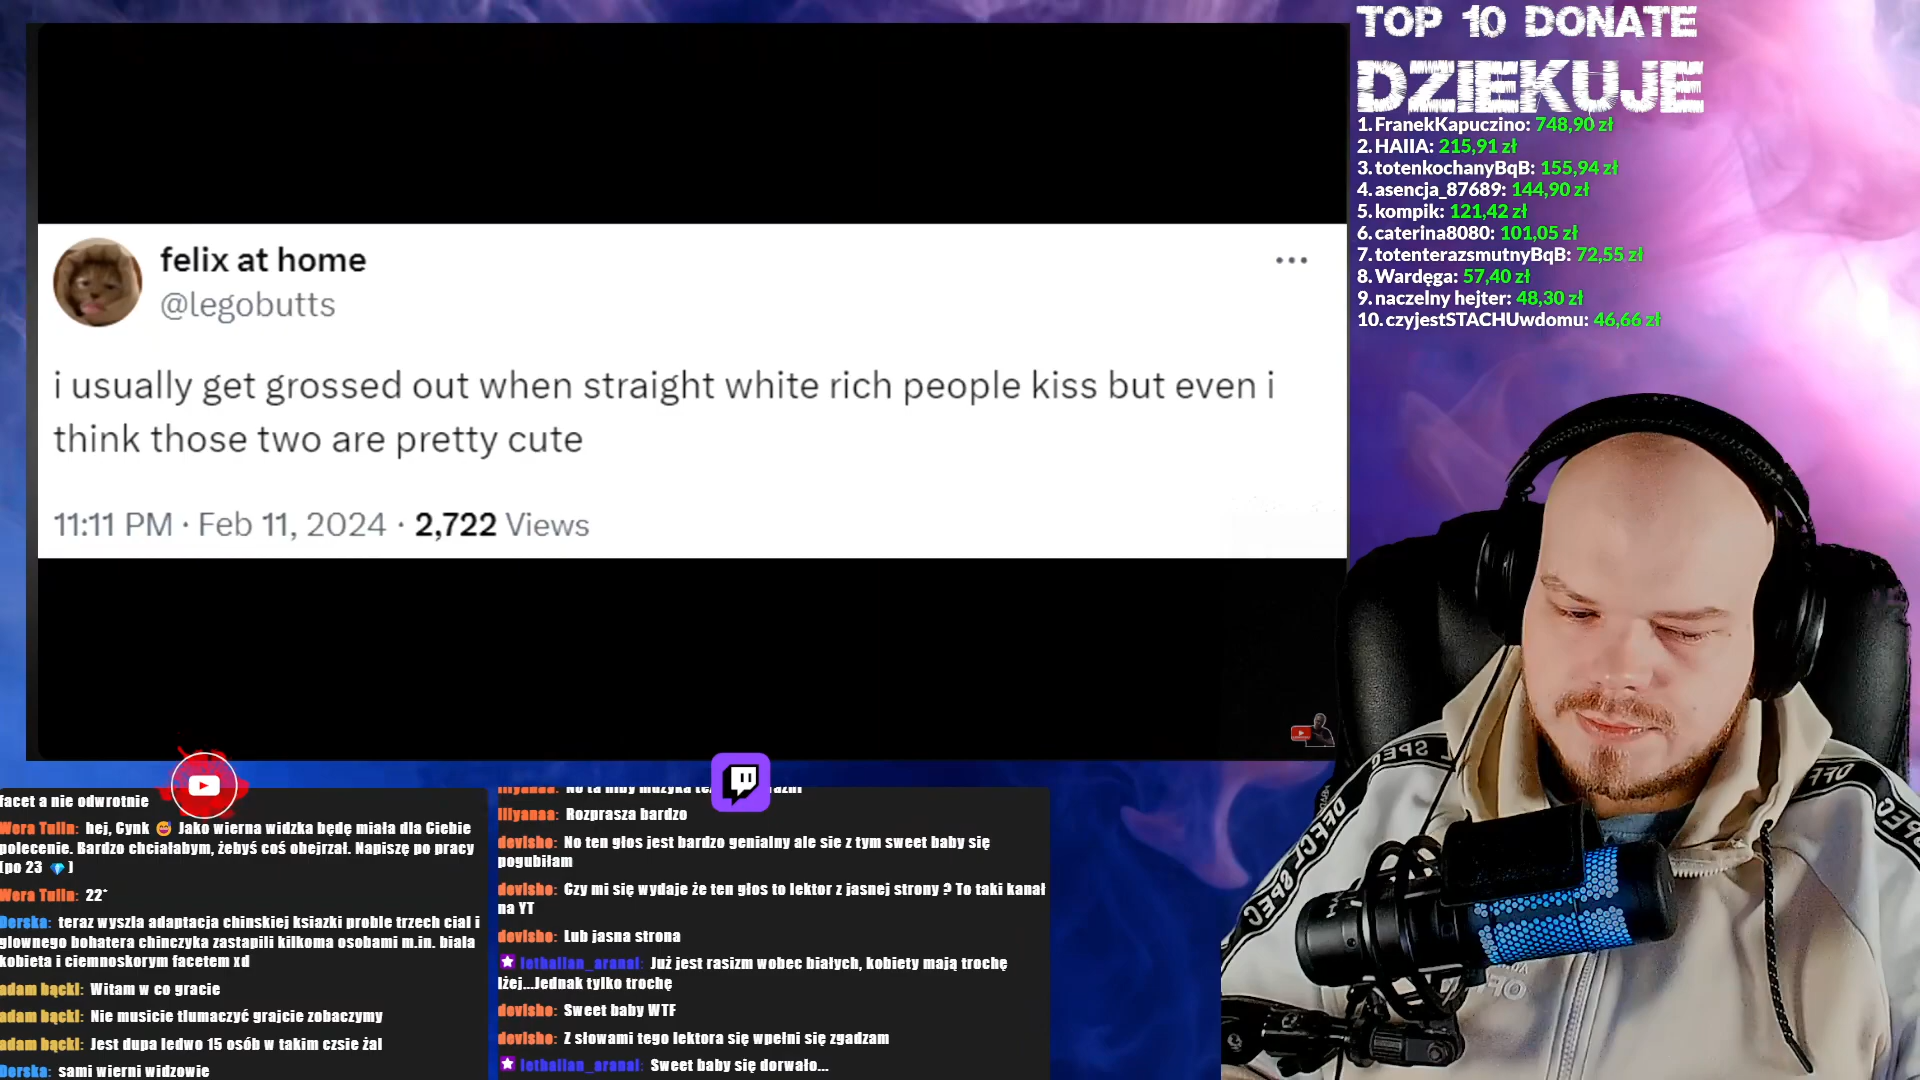 TOP 10 DONATE
DZIEKUJE
1. FranekKapuczino: 748,90 zł
2. HAIIA: 215,91 zł
3. totenkochanyBqB: 155,94 zł
4. asencja_87689: 144,90 zł
5. kompik: 121,42 zł
6. caterina8080: 101,05 zł
7. totenterazsmutnyBqB: 72,55 zł
8. Wardęga: 57,40 zł
9. naczelny hejter: 48,30 zł
10. czyjestSTACHUwdomu: 46,66 zł
felix at home
@legobutts
i usually get grossed out when straight white rich people kiss but even i
think those two are pretty cute
11:11 PM · Feb 11, 2024 · 2,722 Views
facet a nie odwrotnie
Wera Tulin: hej, Cynk 😅 Jako wierna widzka będę miała dla Ciebie
polecenie. Bardzo chciałabym, żebyś coś obejrzał. Napiszę po pracy
(po 23 💎)
Wera Tulin: 22*
Derska: teraz wyszla adaptacja chinskiej ksiazki proble trzech cial i
glownego bohatera chinczyka zastapili kilkoma osobami m.in. biala
kobieta i ciemnoskorym facetem xd
adam bącki: Witam w co gracie
adam bącki: Nie musicie tłumaczyć grajcie zobaczymy
adam bącki: Jest dupa ledwo 15 osób w takim czsie żal
Derska: sami wierni widzowie
illyanaa: Rozprasza bardzo
devisho: No ten głos jest bardzo genialny ale sie z tym sweet baby się
pogubiłam
devisho: Czy mi się wydaje że ten głos to lektor z jasnej strony ? To taki kanał
na YT
devisho: Lub jasna strona
lethallan_aranai: Już jest rasizm wobec białych, kobiety mają trochę
lżej...Jednak tylko trochę
devisho: Sweet baby WTF
devisho: Z słowami tego lektora się wpełni się zgadzam
lethallan_aranai: Sweet baby się dorwało...